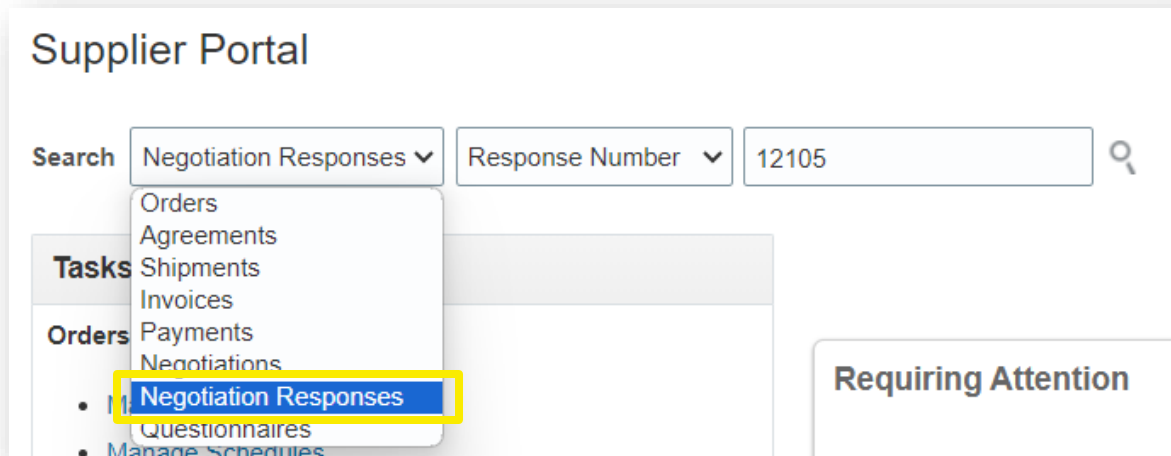 Supplier Portal
Search Negotiation Responses Response Number 12105
Orders
Agreements
Tasks Shipments
Invoices
Orders Payments
Negotiations
Requiring Attention
Negotiation Responses
Questionnaires
Manage Schedules